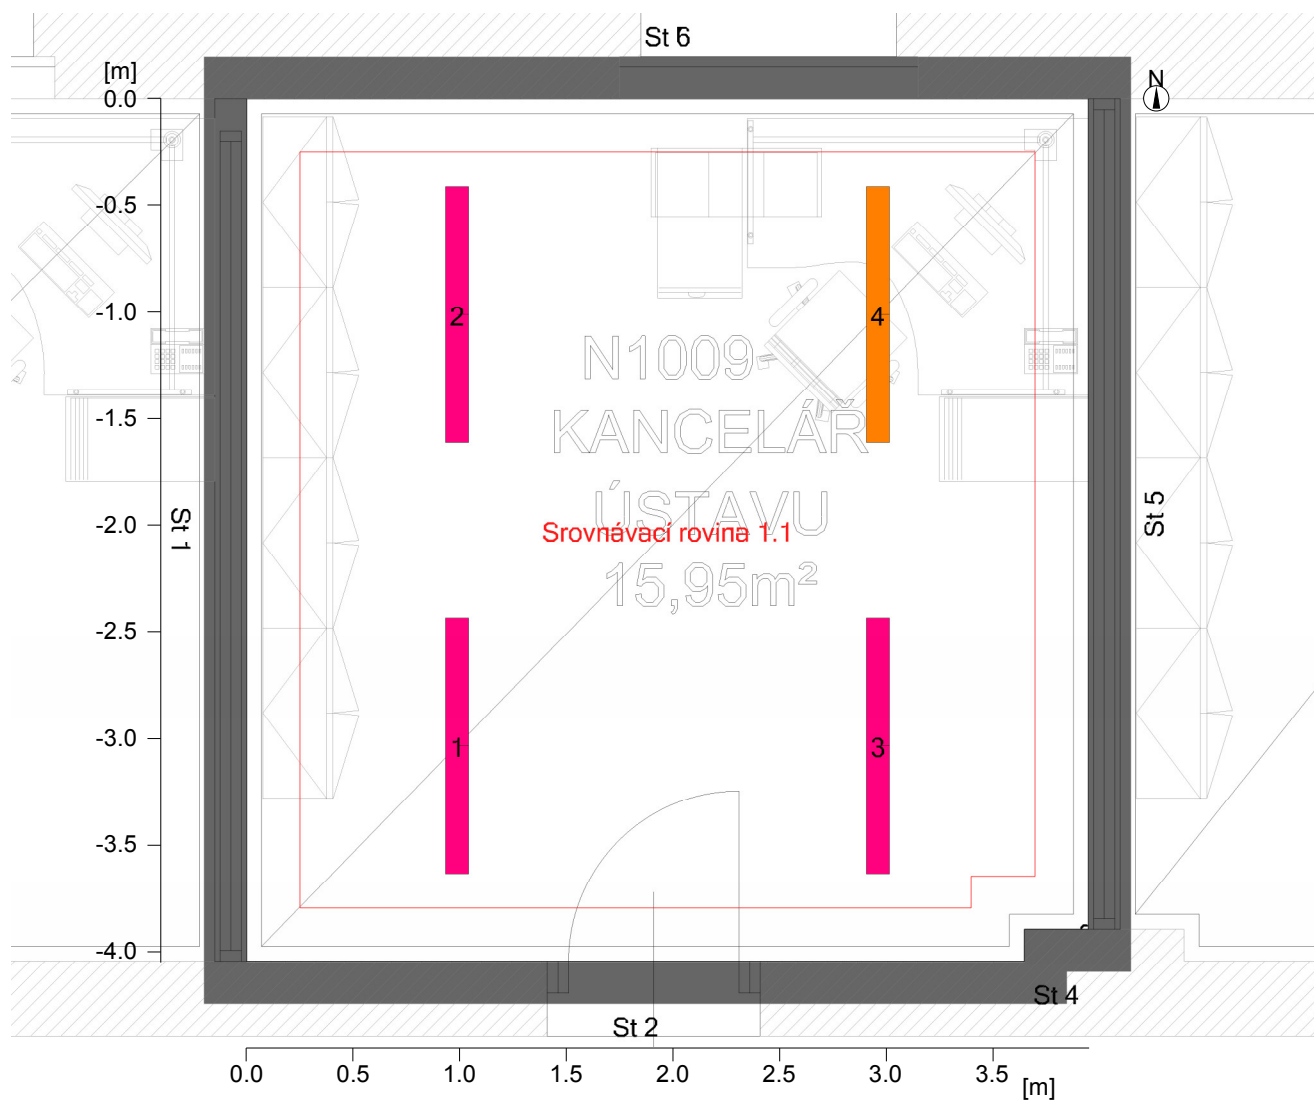 St 6
[m]
N
0.0
-0.5
-1.0
-1.5
-2.0
-2.5
-3.0
-3.5
-4.0
2
4
N1009
KANCELÁŘ
ÚSTAVU
Srovnávací rovina 1.1
15,95m²
St 1
St 5
1
3
St 4
St 2
0.0 0.5 1.0 1.5 2.0 2.5 3.0 3.5
[m]